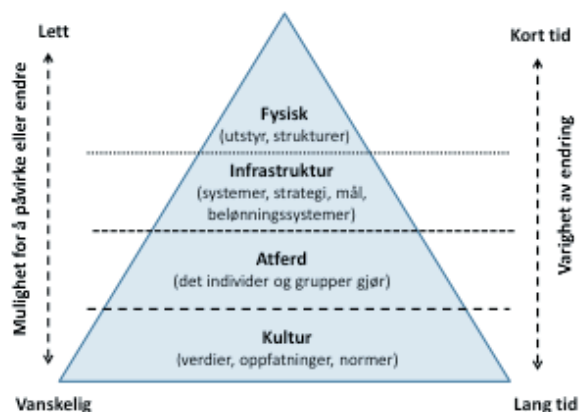 Lett
Kort tid
Fysisk
(utstyr, strukturer)
Infrastruktur
(systemer, strategi, mål,
belønningssystemer)
Atferd
(det individer og grupper gjør)
Kultur
(verdier, oppfatninger, normer)
Mulighet for å påvirke eller endre
Varighet av endring
Vanskelig
Lang tid